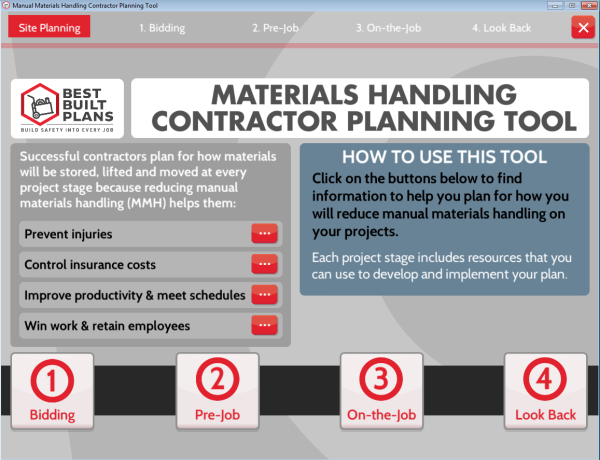 Manual Materials Handling Contractor Planning Tool
Site Planning
1. Bidding
2. Pre-Job
3. On-the-Job
4. Look Back
BEST
BUILT
PLANS
BUILD SAFETY INTO EVERY JOB
MATERIALS HANDLING
CONTRACTOR PLANNING TOOL
Successful contractors plan for how materials
will be stored, lifted and moved at every
project stage because reducing manual
materials handling (MMH) helps them:
Prevent injuries
...
Control insurance costs
...
Improve productivity & meet schedules
...
Win work & retain employees
...
HOW TO USE THIS TOOL
Click on the buttons below to find
information to help you plan for how you
will reduce manual materials handling on
your projects.
Each project stage includes resources that you
can use to develop and implement your plan.
1
Bidding
2
Pre-Job
3
On-the-Job
4
Look Back